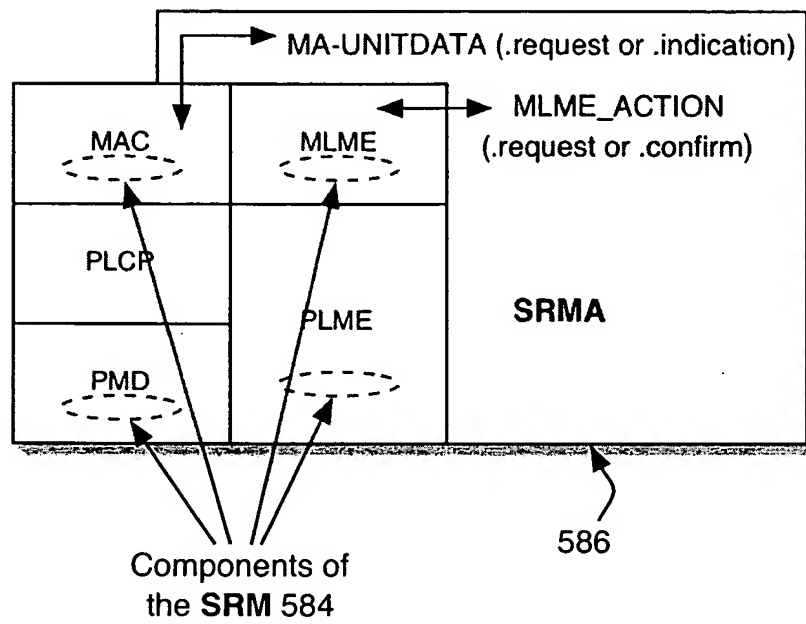 MA-UNITDATA (.request or .indication)
MLME_ACTION
(.request or .confirm)
MAC
MLME
PLCP
PLME
SRMA
PMD
586
Components of
the SRM 584